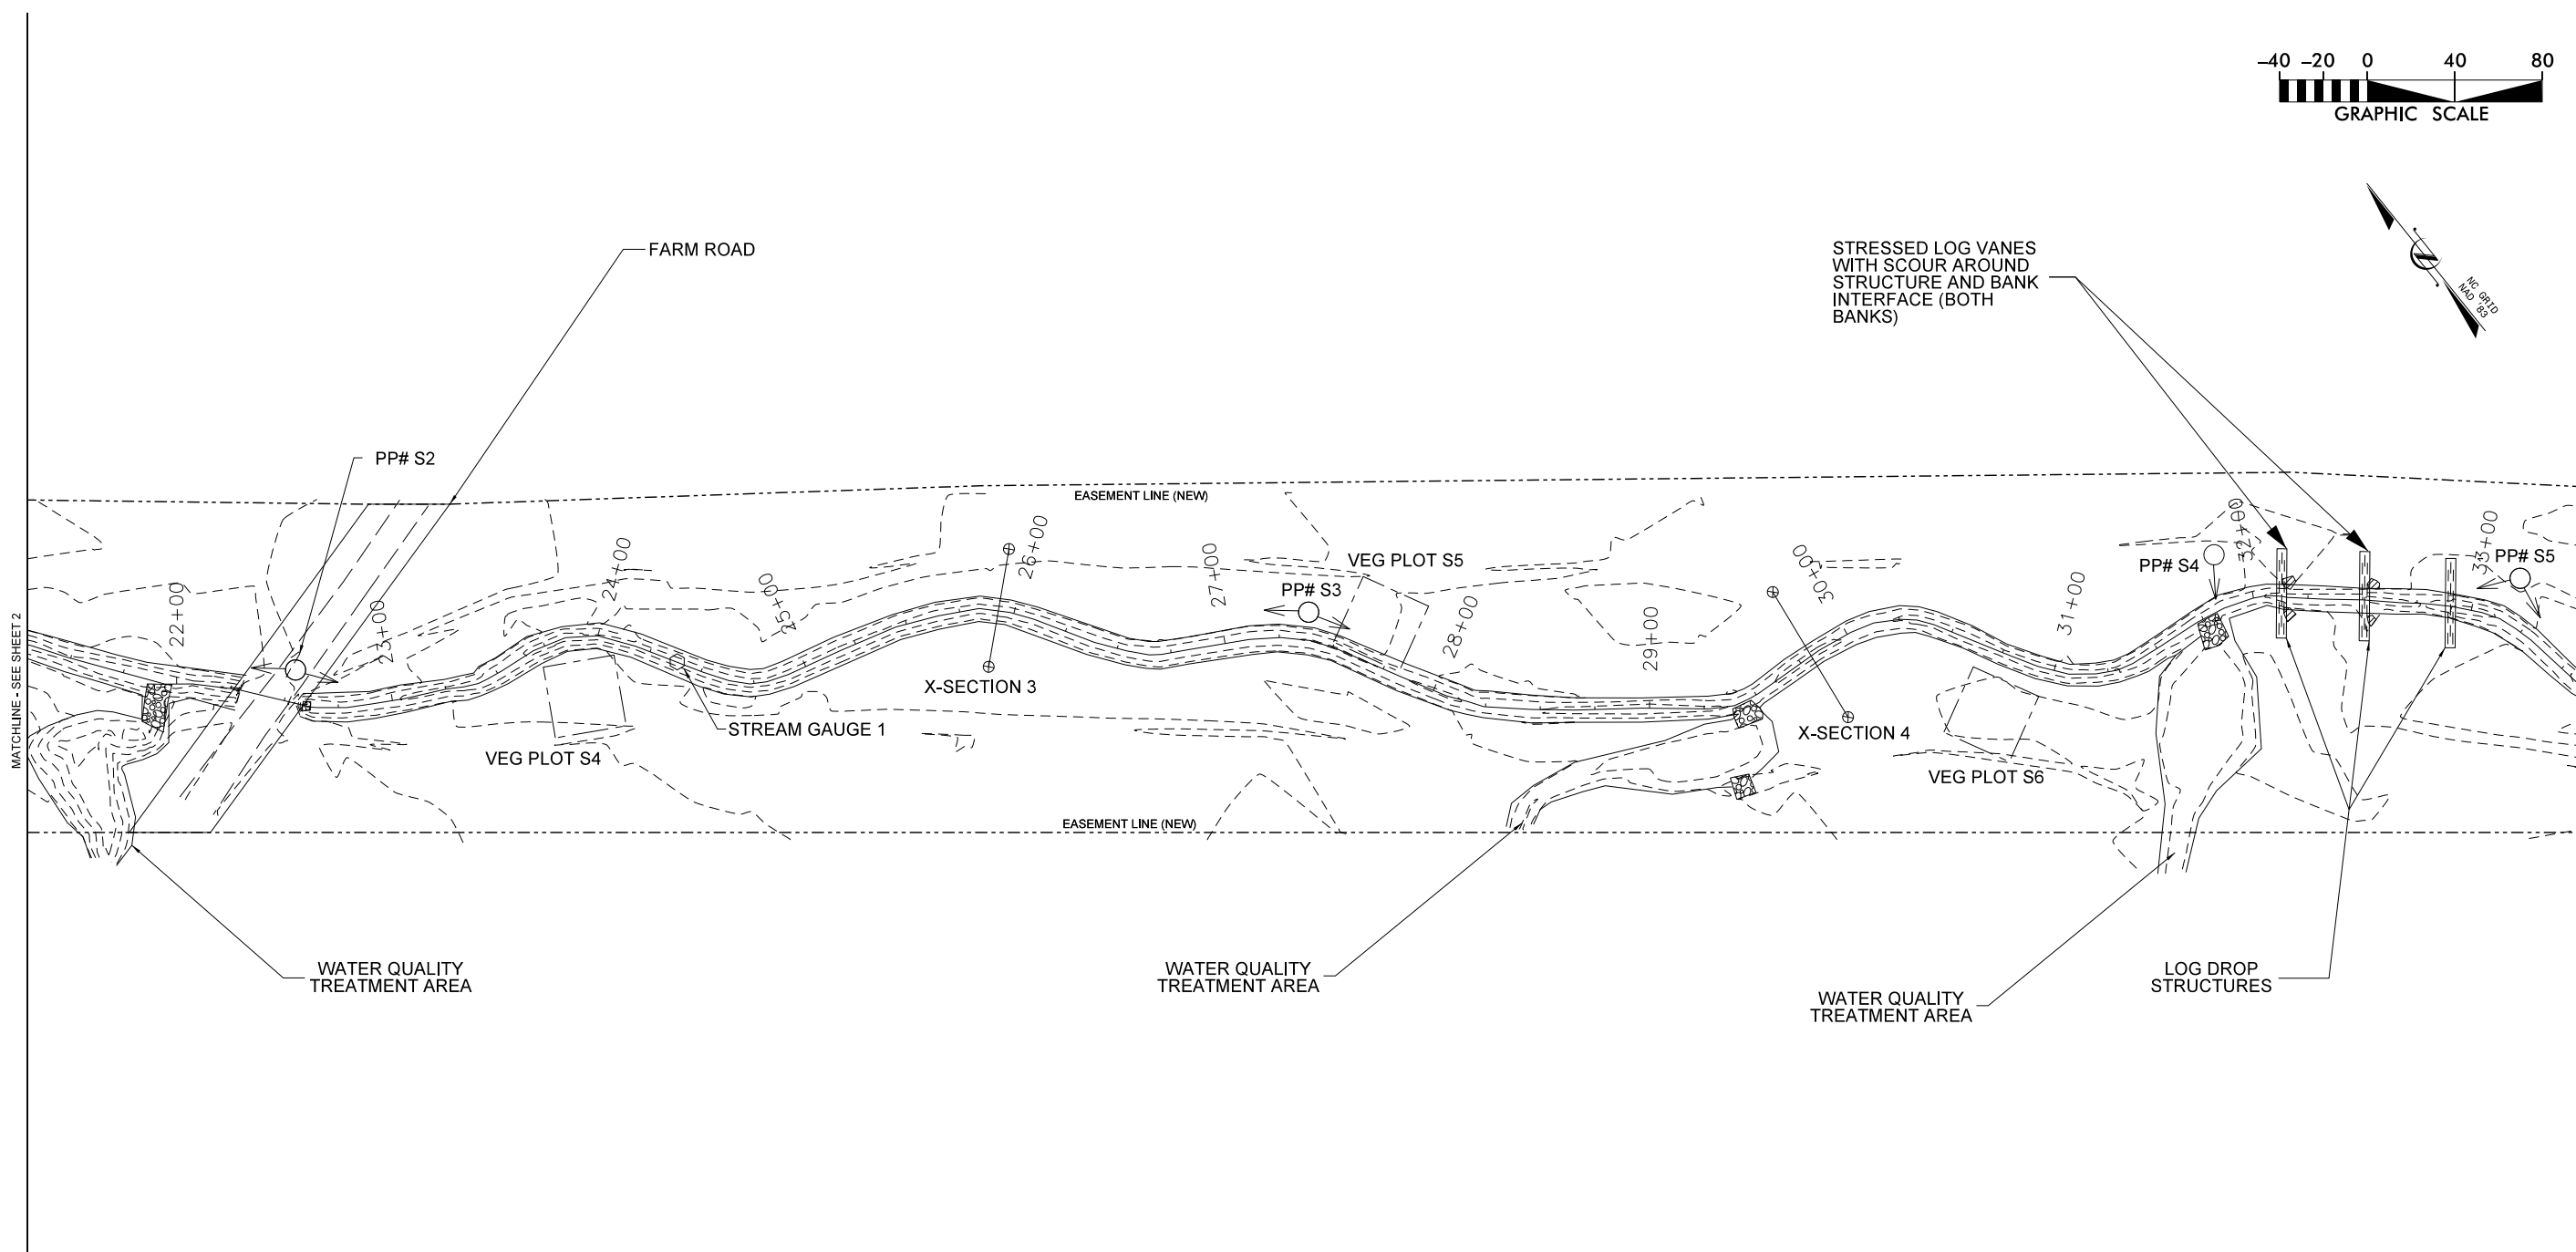 -40 -20 0 40 80
GRAPHIC SCALE
NC GRID
NAD '83
FARM ROAD
STRESSED LOG VANES
WITH SCOUR AROUND
STRUCTURE AND BANK
INTERFACE (BOTH
BANKS)
PP# S2
EASEMENT LINE (NEW)
22+00
23+00
24+00
25+00
26+00
27+00
28+00
29+00
30+00
31+00
32+00
33+00
VEG PLOT S5
PP# S3
PP# S4
PP# S5
MATCHLINE - SEE SHEET 2
X-SECTION 3
STREAM GAUGE 1
VEG PLOT S4
X-SECTION 4
VEG PLOT S6
EASEMENT LINE (NEW)
WATER QUALITY
TREATMENT AREA
WATER QUALITY
TREATMENT AREA
WATER QUALITY
TREATMENT AREA
LOG DROP
STRUCTURES